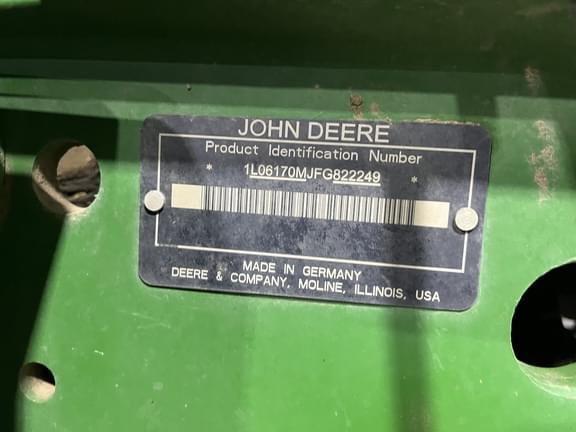 JOHN DEERE
Product Identification Number
* 1L06170MJFG822249 *
MADE IN GERMANY
DEERE & COMPANY, MOLINE, ILLINOIS, USA